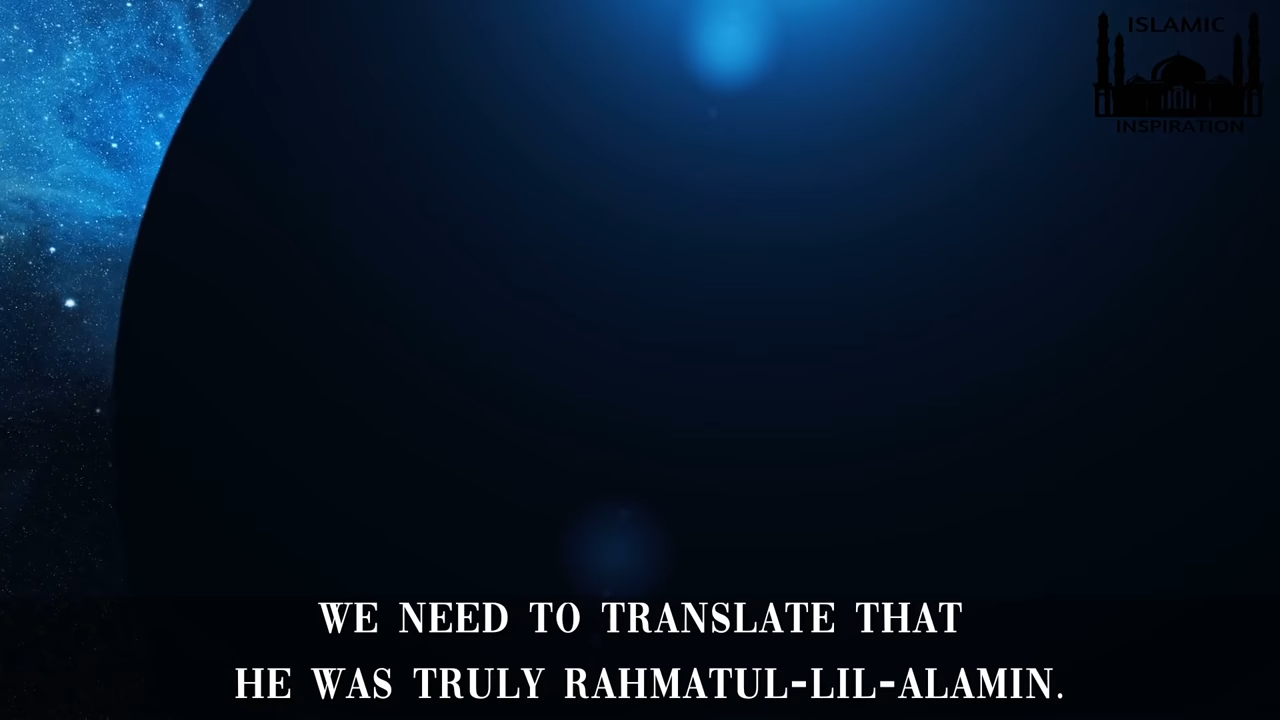 ISLAMIC
INSPIRATION
WE NEED TO TRANSLATE THAT
HE WAS TRULY RAHMATUL-LIL-ALAMIN.